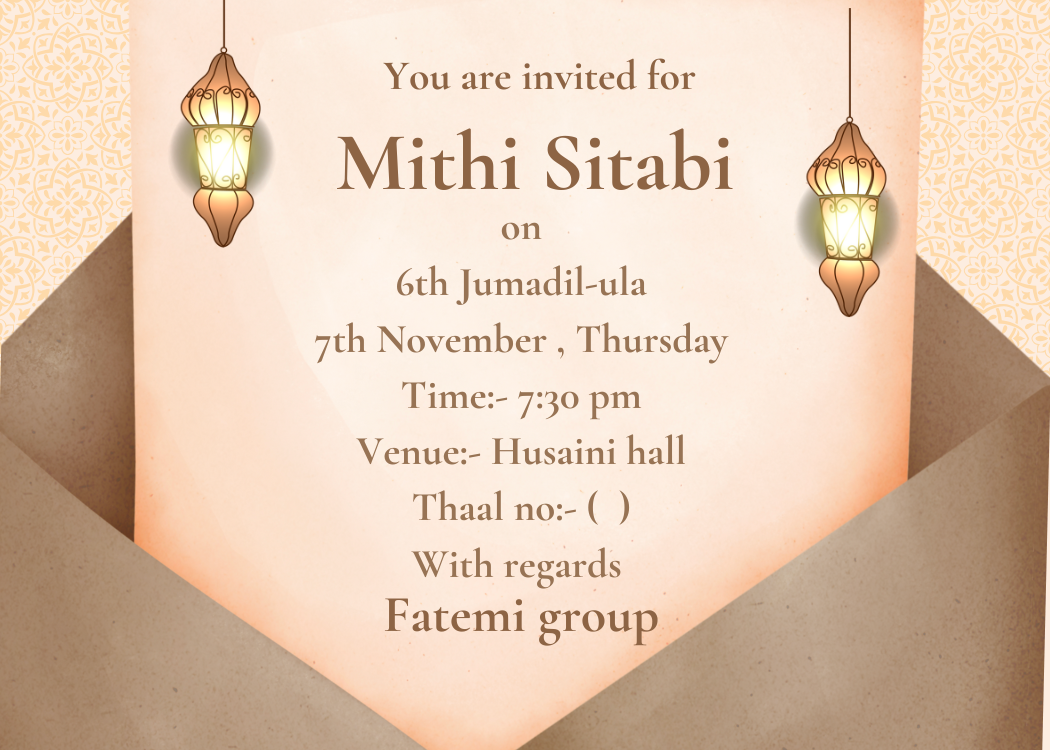 You are invited for
Mithi Sitabi
on
6th Jumadil-ula
7th November , Thursday
Time:- 7:30 pm
Venue:- Husaini hall
Thaal no:- (  )
With regards
Fatemi group